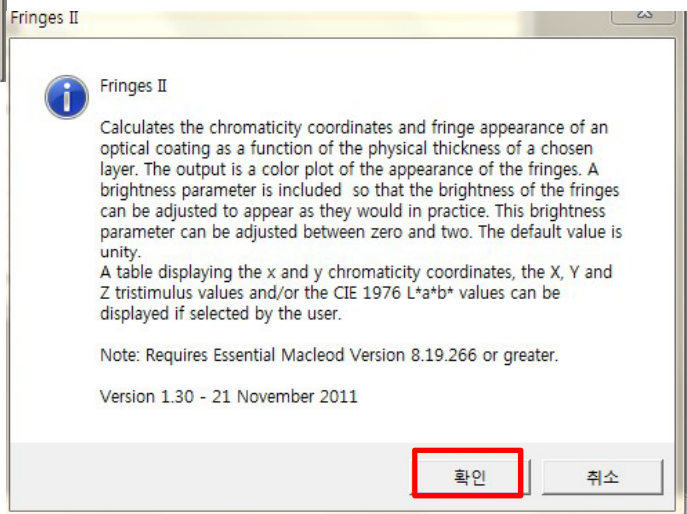 Fringes II
Fringes II
Calculates the chromaticity coordinates and fringe appearance of an
optical coating as a function of the physical thickness of a chosen
layer. The output is a color plot of the appearance of the fringes. A
brightness parameter is included  so that the brightness of the fringes
can be adjusted to appear as they would in practice. This brightness
parameter can be adjusted between zero and two. The default value is
unity.
A table displaying the x and y chromaticity coordinates, the X, Y and
Z tristimulus values and/or the CIE 1976 L*a*b* values can be
displayed if selected by the user.
Note: Requires Essential Macleod Version 8.19.266 or greater.
Version 1.30 - 21 November 2011
확인
취소